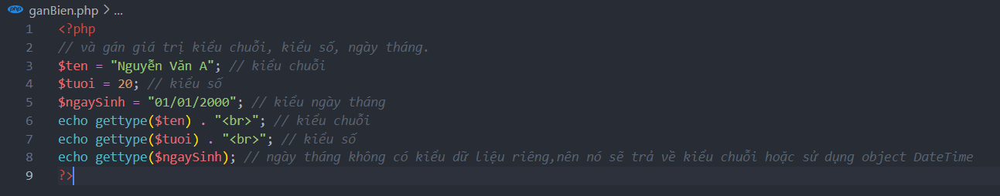 php ganBien.php > ...
1 <?php
2 // và gán giá trị kiểu chuỗi, kiểu số, ngày tháng.
3 $ten = "Nguyễn Văn A"; // kiểu chuỗi
4 $tuoi = 20; // kiểu số
5 $ngaySinh = "01/01/2000"; // kiểu ngày tháng
6 echo gettype($ten) . "<br>"; // kiểu chuỗi
7 echo gettype($tuoi) . "<br>"; // kiểu số
8 echo gettype($ngaySinh); // ngày tháng không có kiểu dữ liệu riêng,nên nó sẽ trả về kiểu chuỗi hoặc sử dụng object DateTime
9 ?>